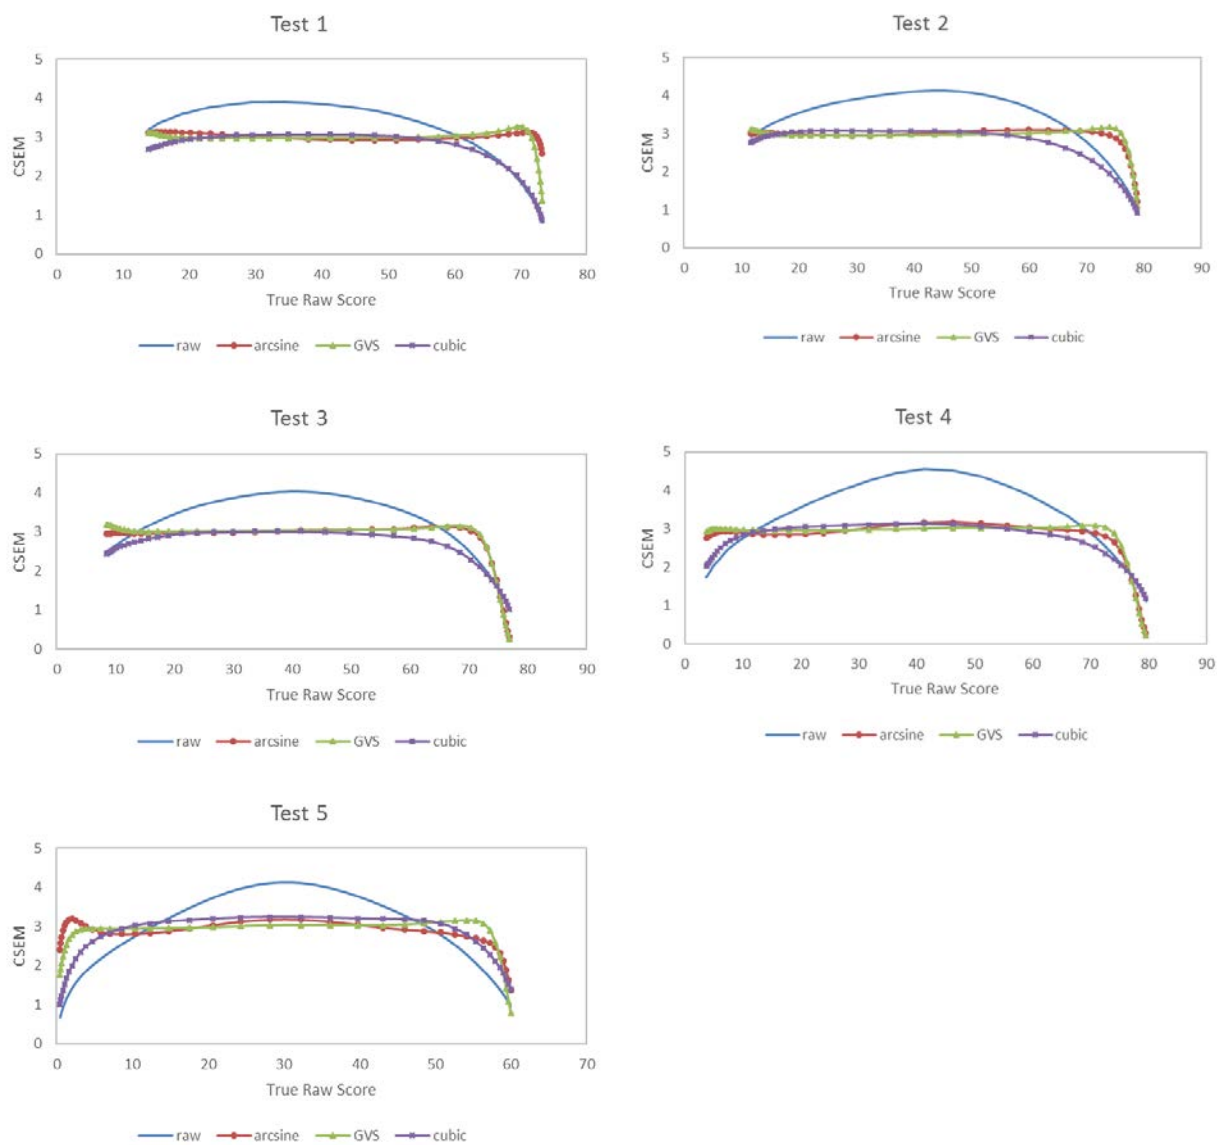 Test 1
5
4
3
2
1
0
CSEM
0 10 20 30 40 50 60 70 80
True Raw Score
raw arcsine GVS cubic
Test 2
5
4
3
2
1
0
CSEM
0 10 20 30 40 50 60 70 80 90
True Raw Score
raw arcsine GVS cubic
Test 3
5
4
3
2
1
0
CSEM
0 10 20 30 40 50 60 70 80 90
True Raw Score
raw arcsine GVS cubic
Test 4
5
4
3
2
1
0
CSEM
0 10 20 30 40 50 60 70 80 90
True Raw Score
raw arcsine GVS cubic
Test 5
5
4
3
2
1
0
CSEM
0 10 20 30 40 50 60 70
True Raw Score
raw arcsine GVS cubic